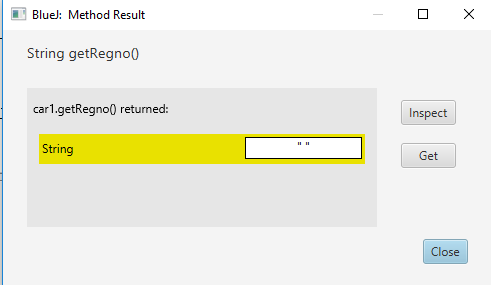 BlueJ:  Method Result
String getRegno()
car1.getRegno() returned:
Inspect
String
" "
Get
Close